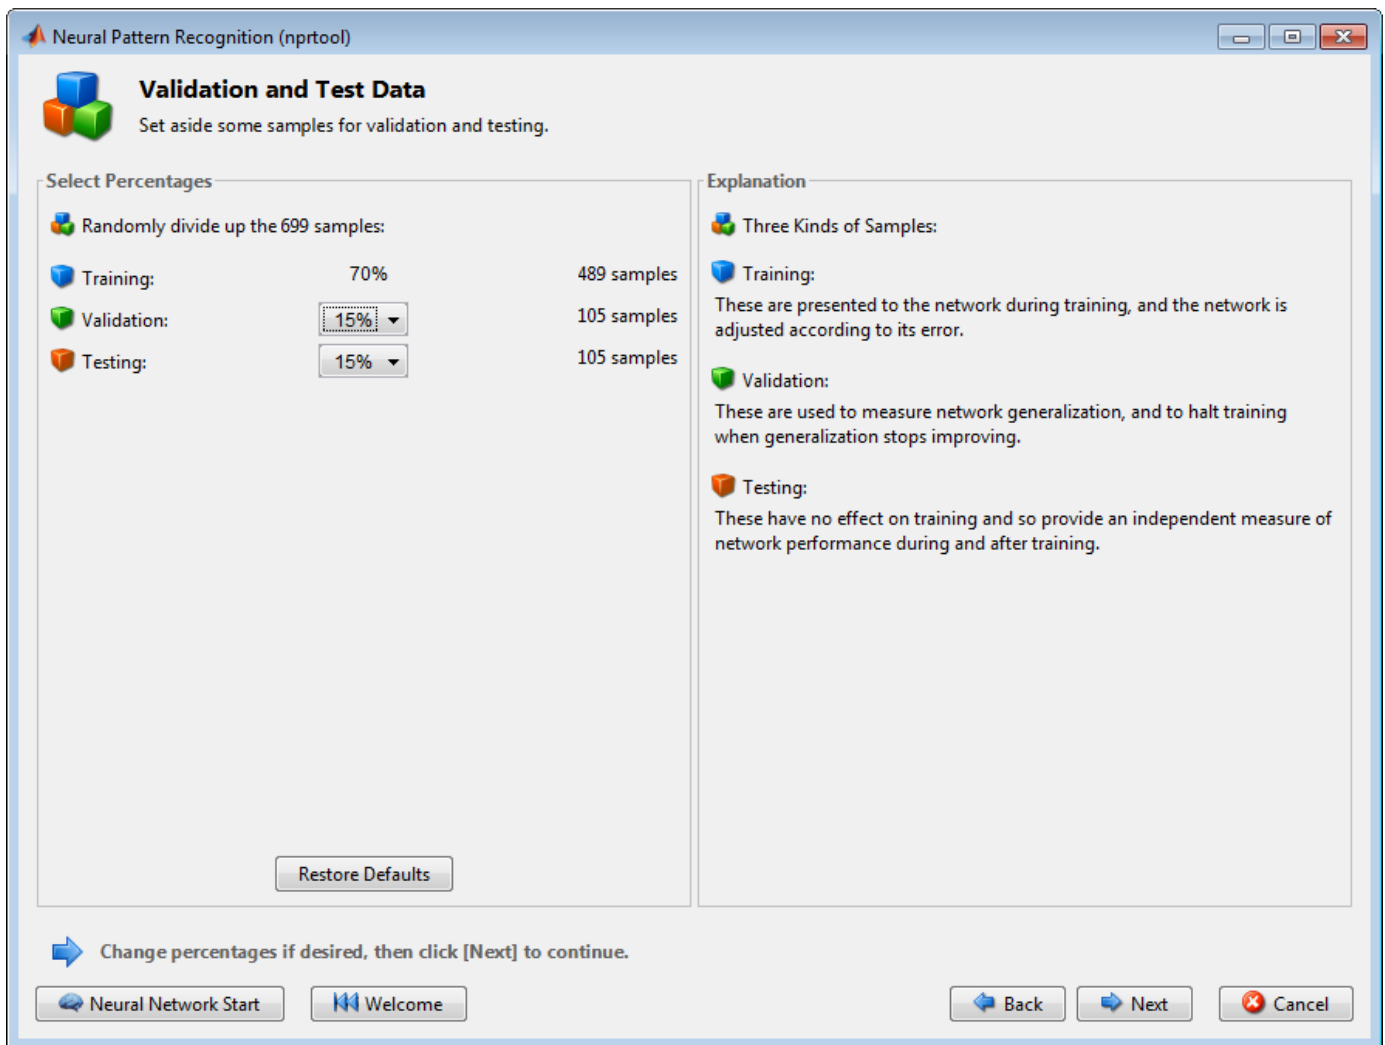 Neural Pattern Recognition (nprtool)
Validation and Test Data
Set aside some samples for validation and testing.
Select Percentages
Randomly divide up the 699 samples:
Training: 70% 489 samples
Validation: 15% 105 samples
Testing: 15% 105 samples
Restore Defaults
Explanation
Three Kinds of Samples:
Training:
These are presented to the network during training, and the network is
adjusted according to its error.
Validation:
These are used to measure network generalization, and to halt training
when generalization stops improving.
Testing:
These have no effect on training and so provide an independent measure of
network performance during and after training.
Change percentages if desired, then click [Next] to continue.
Neural Network Start Welcome Back Next Cancel